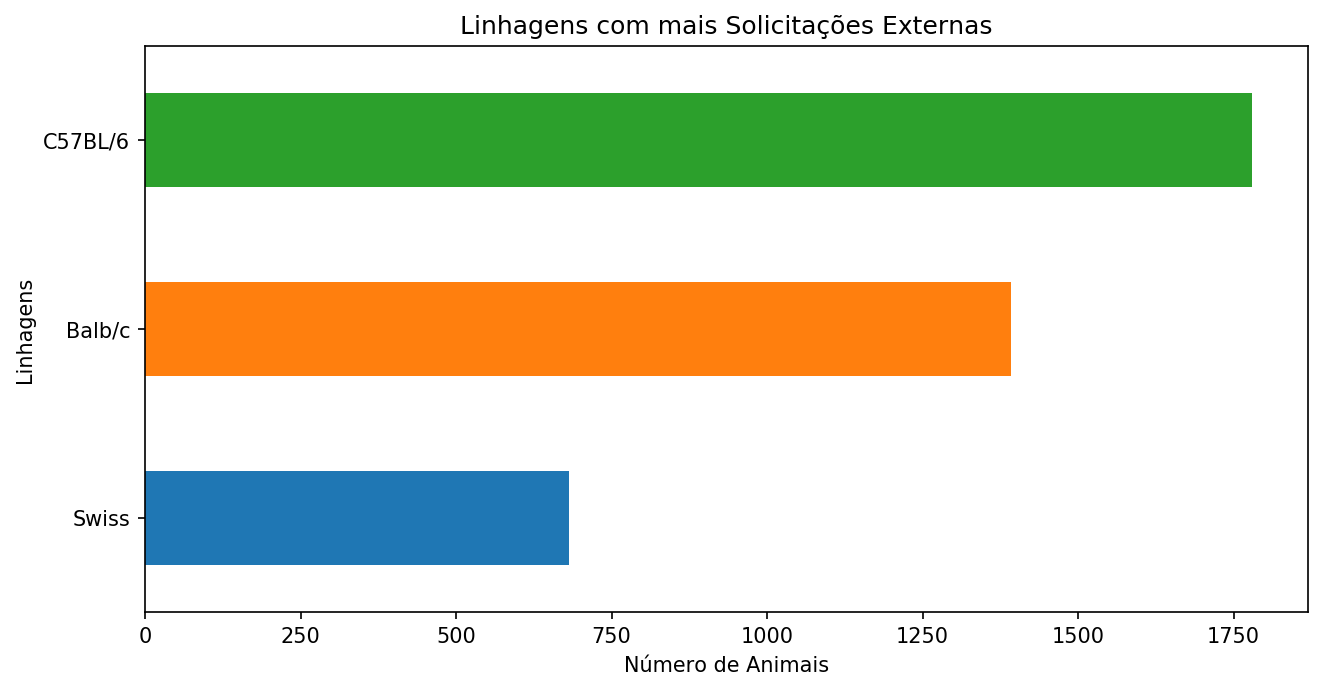 Linhagens com mais Solicitações Externas
Linhagens
C57BL/6
Balb/c
Swiss
0 250 500 750 1000 1250 1500 1750
Número de Animais